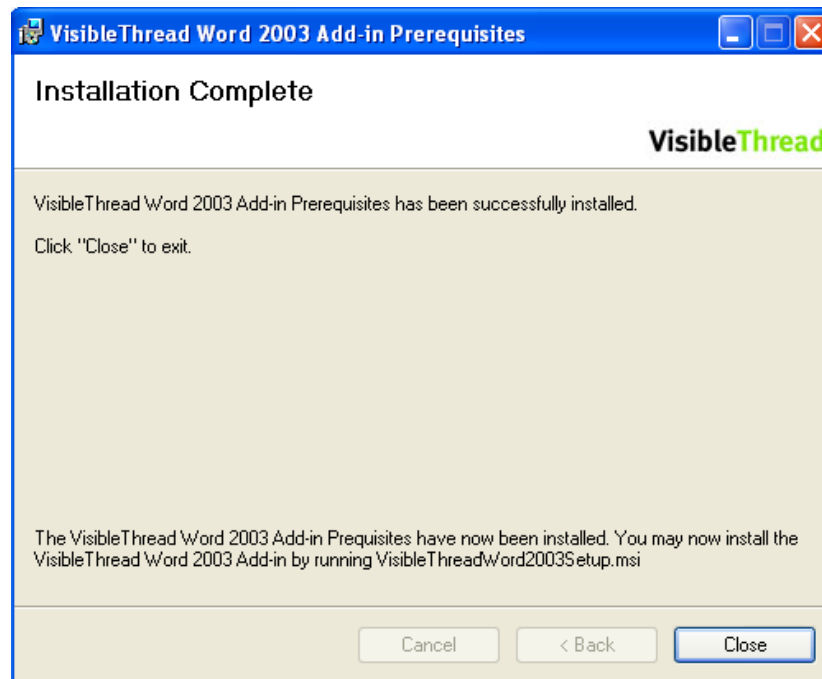 VisibleThread Word 2003 Add-in Prerequisites
Installation Complete
VisibleThread
VisibleThread Word 2003 Add-in Prerequisites has been successfully installed.
Click "Close" to exit.
The VisibleThread Word 2003 Add-in Prequisites have now been installed. You may now install the
VisibleThread Word 2003 Add-in by running VisibleThreadWord2003Setup.msi
Cancel
< Back
Close